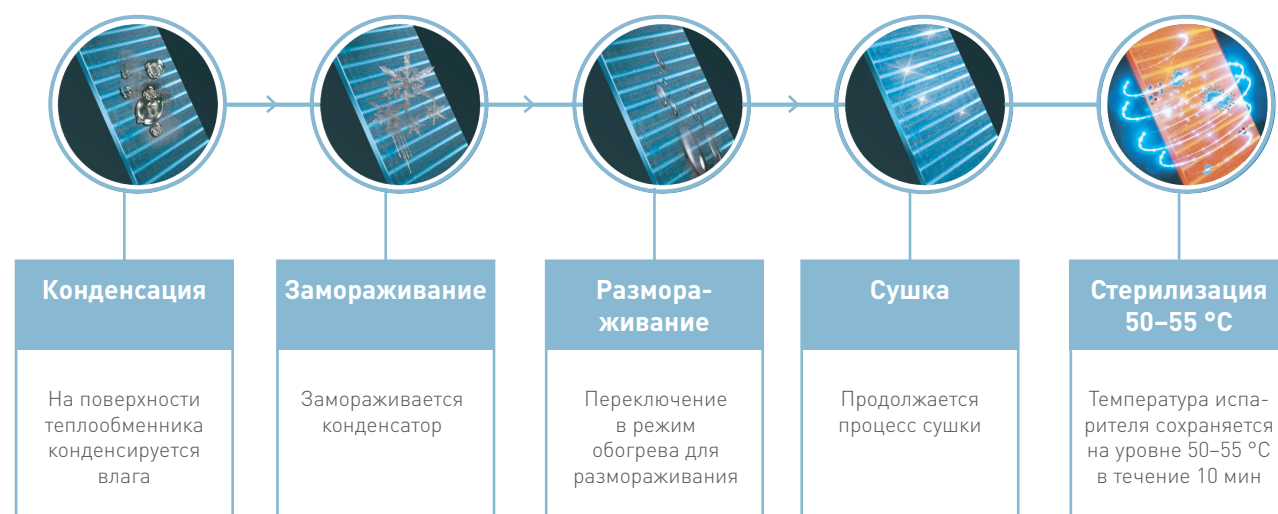 Конденсация
На поверхности
теплообменника
конденсируется
влага
Замораживание
Замораживается
конденсатор
Размора-
живание
Переключение
в режим
обогрева для
размораживания
Сушка
Продолжается
процесс сушки
Стерилизация
50–55 °C
Температура испа-
рителя сохраняется
на уровне 50–55 °C
в течение 10 мин